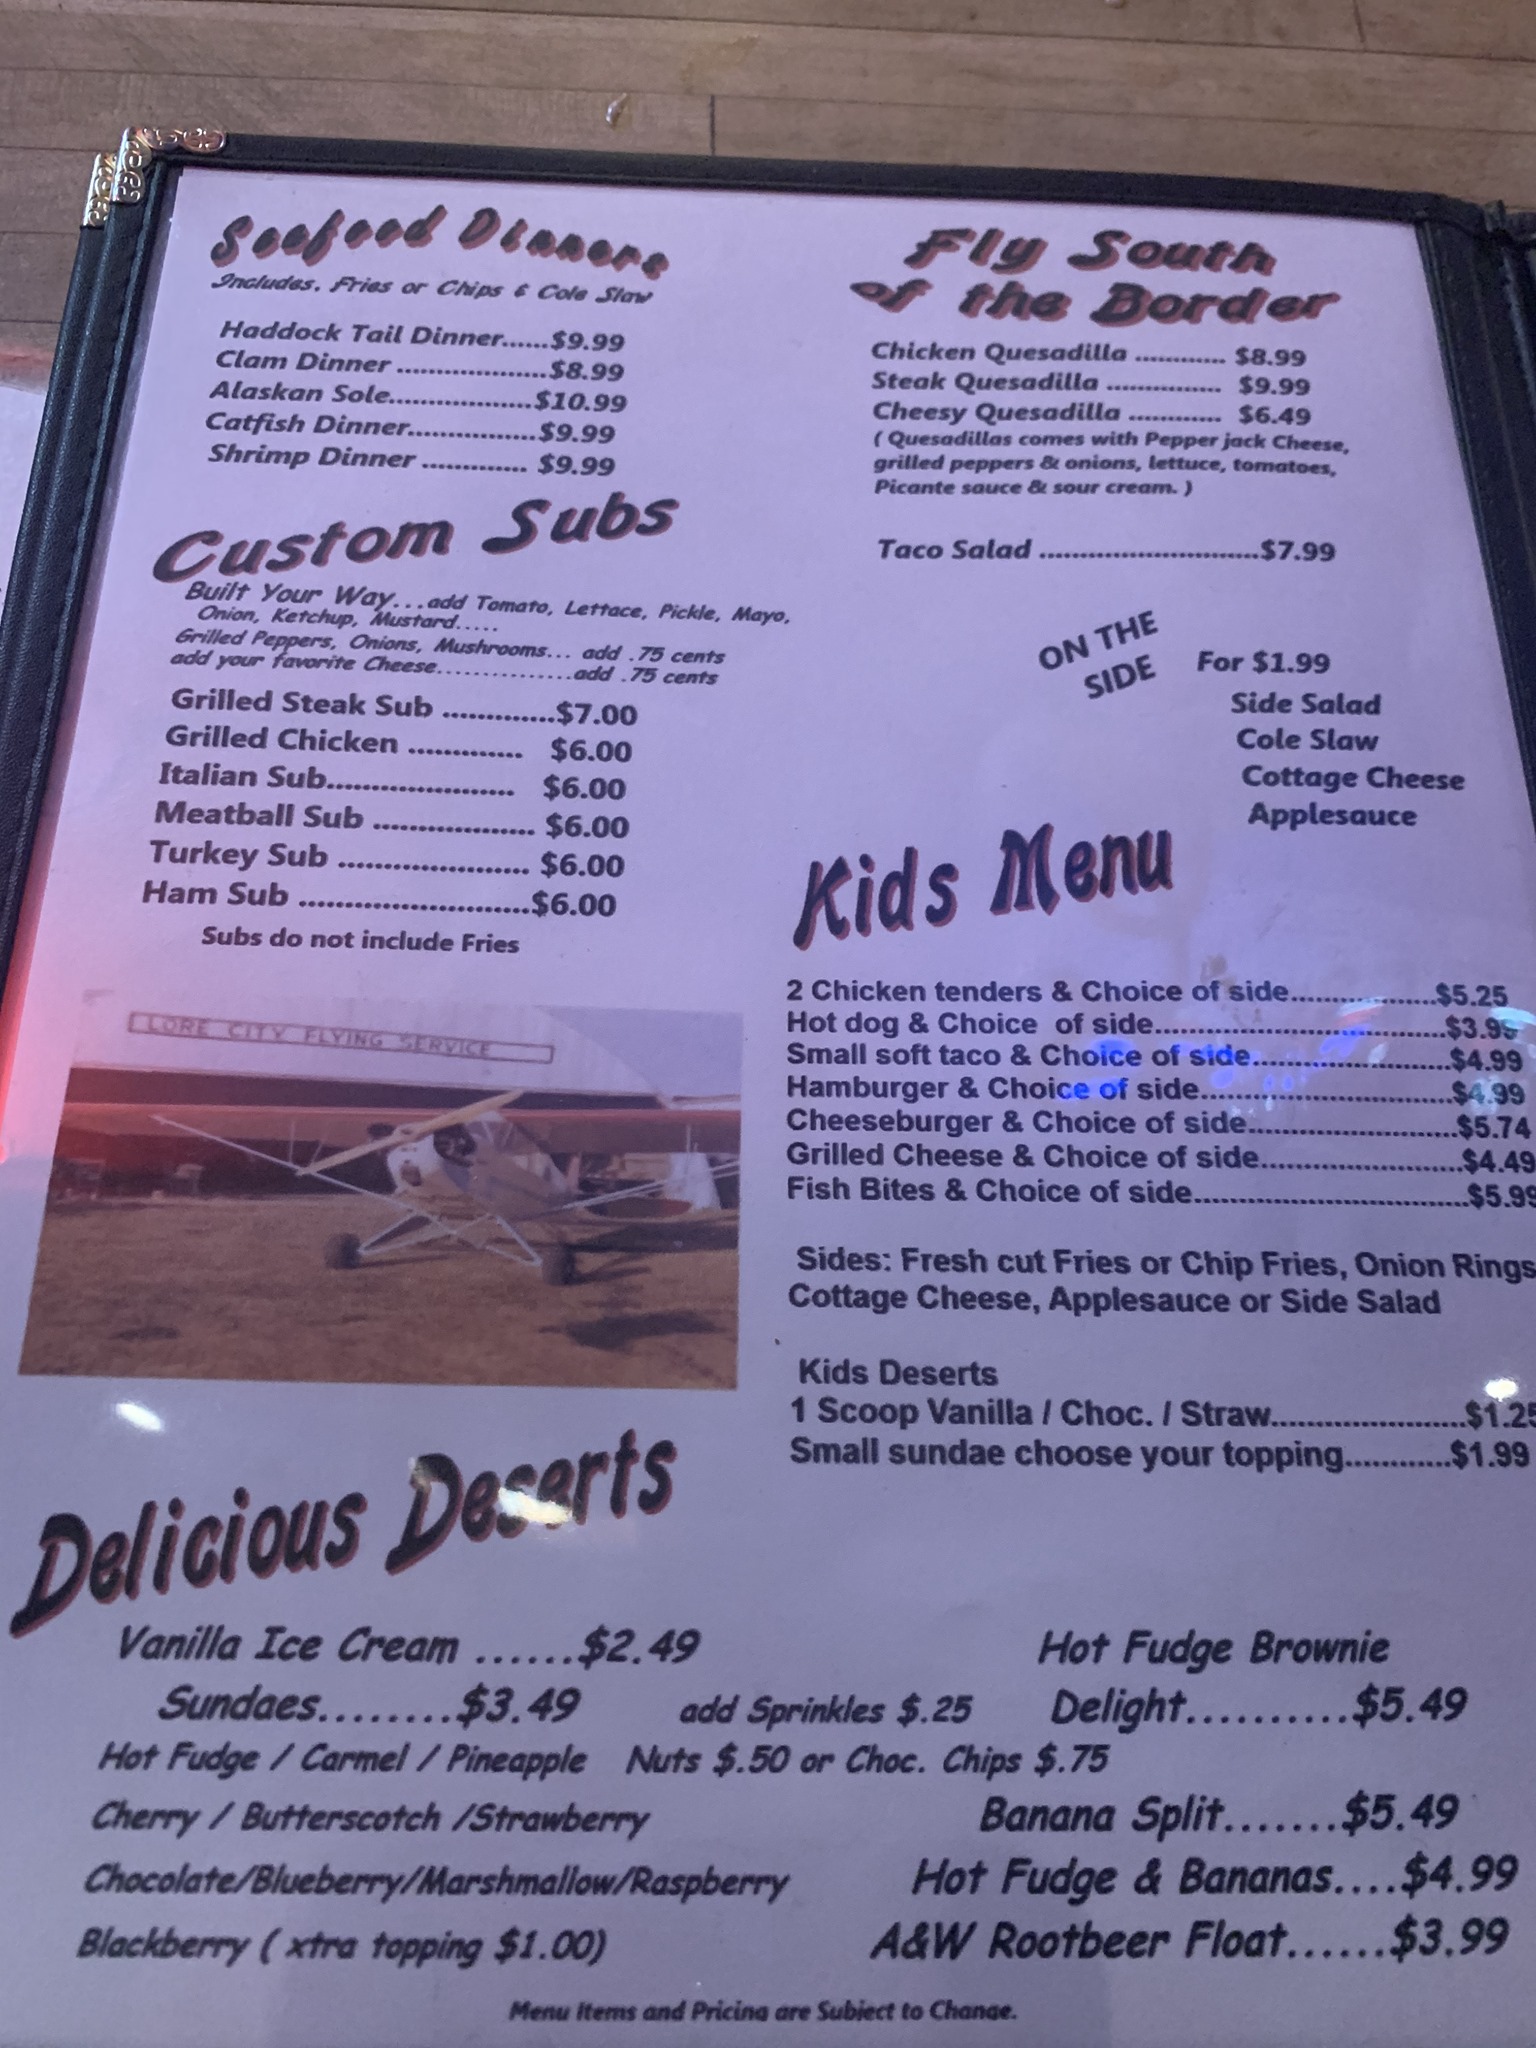 Seafood Dinners
Includes. Fries or Chips & Cole Slaw
Haddock Tail Dinner......$9.99
Clam Dinner ..................$8.99
Alaskan Sole.................$10.99
Catfish Dinner...............$9.99
Shrimp Dinner ............. $9.99
Custom Subs
Built Your Way...add Tomato, Lettace, Pickle, Mayo,
Onion, Ketchup, Mustard.....
Grilled Peppers, Onions, Mushrooms... add .75 cents
add your favorite Cheese...............add .75 cents
Grilled Steak Sub ..............$7.00
Grilled Chicken .............. $6.00
Italian Sub....................... $6.00
Meatball Sub .................... $6.00
Turkey Sub ....................... $6.00
Ham Sub ............................$6.00
Subs do not include Fries
LORE CITY FLYING SERVICE
Fly South
of the Border
Chicken Quesadilla ............ $8.99
Steak Quesadilla ............... $9.99
Cheesy Quesadilla ............ $6.49
( Quesadillas comes with Pepper jack Cheese,
grilled peppers & onions, lettuce, tomatoes,
Picante sauce & sour cream. )
Taco Salad ............................$7.99
ON THE
SIDE
For $1.99
Side Salad
Cole Slaw
Cottage Cheese
Applesauce
Kids Menu
2 Chicken tenders & Choice of side..................$5.25
Hot dog & Choice of side....................................$3.99
Small soft taco & Choice of side........................$4.99
Hamburger & Choice of side...............................$4.99
Cheeseburger & Choice of side..........................$5.74
Grilled Cheese & Choice of side.........................$4.49
Fish Bites & Choice of side.................................$5.99
Sides: Fresh cut Fries or Chip Fries, Onion Rings
Cottage Cheese, Applesauce or Side Salad
Kids Deserts
1 Scoop Vanilla / Choc. / Straw......................$1.25
Small sundae choose your topping............$1.99
Delicious Deserts
Vanilla Ice Cream ......$2.49
Sundaes........$3.49 add Sprinkles $.25
Hot Fudge / Carmel / Pineapple Nuts $.50 or Choc. Chips $.75
Cherry / Butterscotch /Strawberry
Chocolate/Blueberry/Marshmallow/Raspberry
Blackberry ( xtra topping $1.00)
Hot Fudge Brownie
Delight..........$5.49
Banana Split.......$5.49
Hot Fudge & Bananas....$4.99
A&W Rootbeer Float......$3.99
Menu Items and Pricing are Subject to Change.